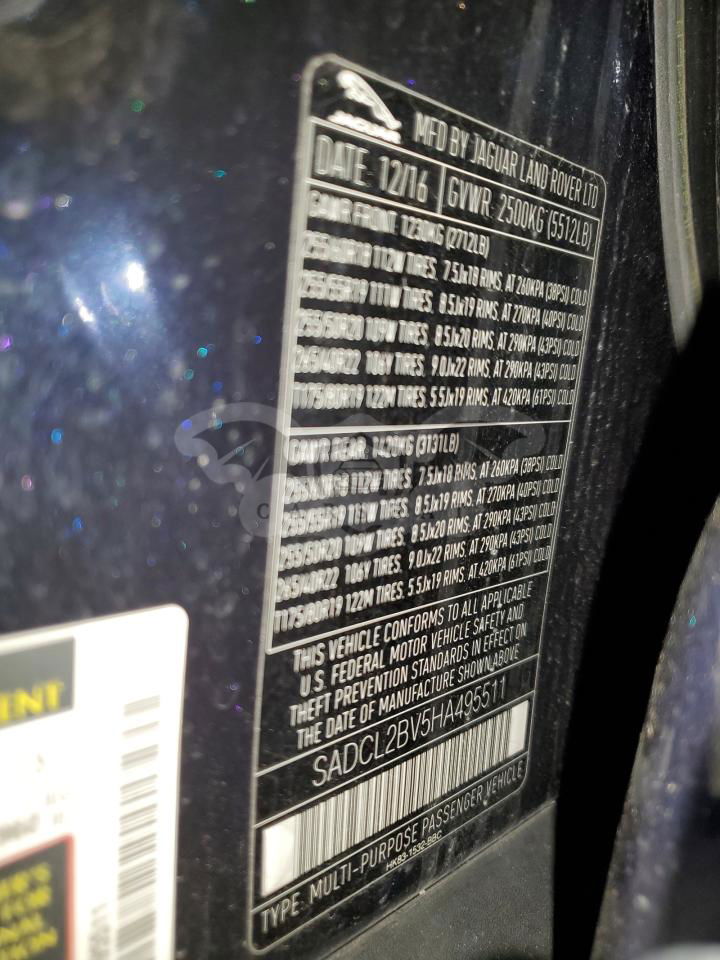 JAGUAR
MFD BY JAGUAR LAND ROVER LTD
DATE: 12/16 GVWR: 2500KG (5512LB)
GAWR FRONT 1230KG (2712LB)
255/60R18 112W TIRES, 7.5Jx18 RIMS, AT 260KPA (38PSI) COLD
255/55R19 111W TIRES, 8.5Jx19 RIMS, AT 270KPA (40PSI) COLD
255/50R20 109W TIRES, 8.5Jx20 RIMS, AT 290KPA (43PSI) COLD
265/40R22 106Y TIRES, 9.0Jx22 RIMS, AT 290KPA (43PSI) COLD
T175/80R19 122M TIRES, 5.5Jx19 RIMS, AT 420KPA (61PSI) COLD
GAWR REAR: 1420KG (3131LB)
255/60R18 112W TIRES, 7.5Jx18 RIMS, AT 260KPA (38PSI) COLD
255/55R19 111W TIRES, 8.5Jx19 RIMS, AT 270KPA (40PSI) COLD
255/50R20 109W TIRES, 8.5Jx20 RIMS, AT 290KPA (43PSI) COLD
265/40R22 106Y TIRES, 9.0Jx22 RIMS, AT 290KPA (43PSI) COLD
T175/80R19 122M TIRES, 5.5Jx19 RIMS, AT 420KPA (61PSI) COLD
THIS VEHICLE CONFORMS TO ALL APPLICABLE
U.S. FEDERAL MOTOR VEHICLE SAFETY AND
THEFT PREVENTION STANDARDS IN EFFECT ON
THE DATE OF MANUFACTURE SHOWN ABOVE
SADCL2BV5HA495511
TYPE: MULTI-PURPOSE PASSENGER VEHICLE
HK83-1532-BBC